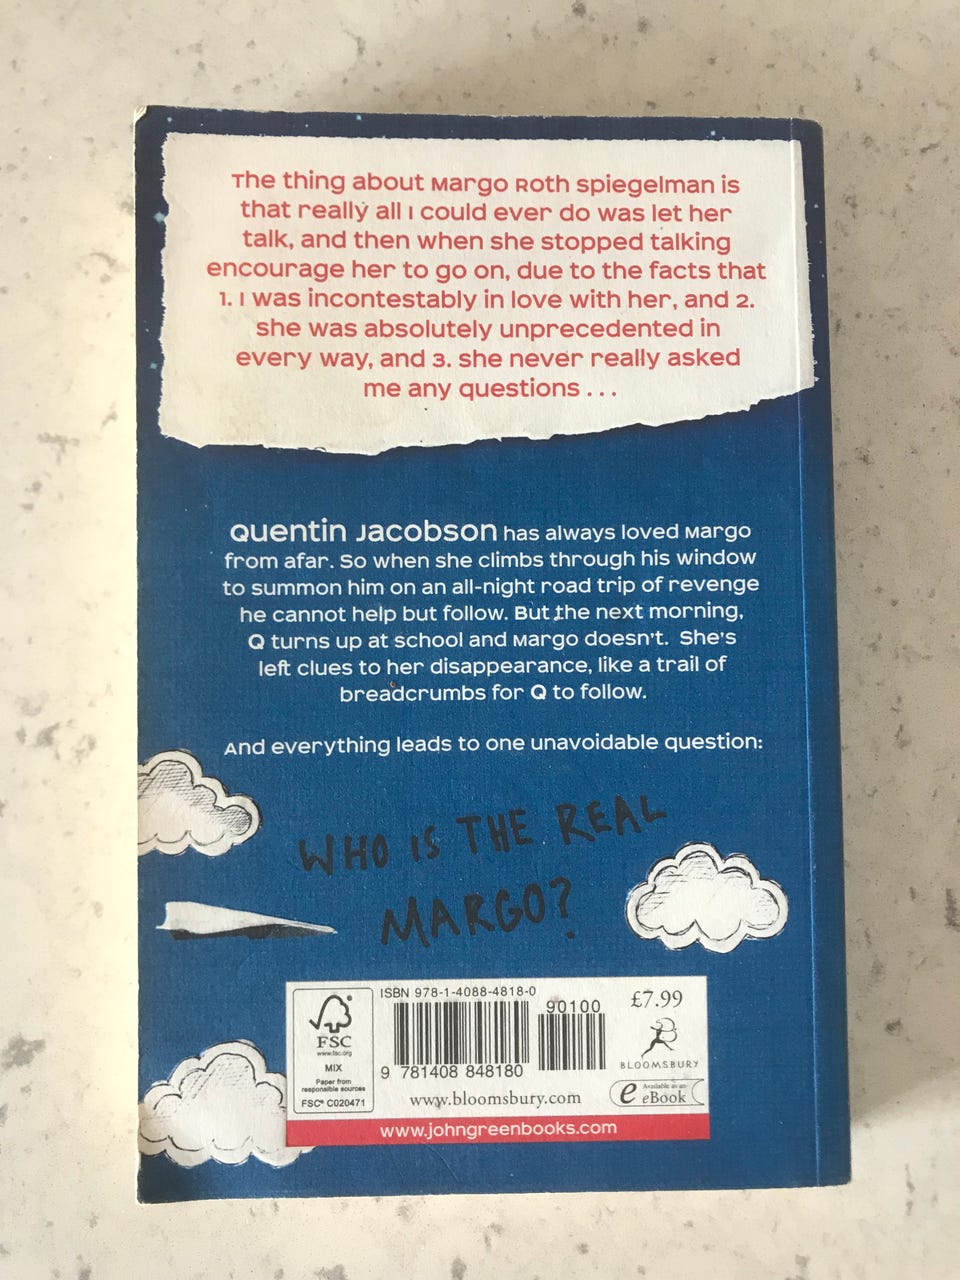 The thing about Margo Roth Spiegelman is
that really all I could ever do was let her
talk, and then when she stopped talking
encourage her to go on, due to the facts that
1. I was incontestably in love with her, and 2.
she was absolutely unprecedented in
every way, and 3. she never really asked
me any questions . . .
Quentin Jacobson has always loved Margo
from afar. So when she climbs through his window
to summon him on an all-night road trip of revenge
he cannot help but follow. But the next morning,
Q turns up at school and Margo doesn't. She's
left clues to her disappearance, like a trail of
breadcrumbs for Q to follow.
And everything leads to one unavoidable question:
WHO IS THE REAL
MARGO?
FSC
www.fsc.org
MIX
Paper from
responsible sources
FSC® C020471
ISBN 978-1-4088-4818-0
90100
9 781408 848180
£7.99
BLOOMSBURY
www.bloomsbury.com
e Available as an
eBook
www.johngreenbooks.com